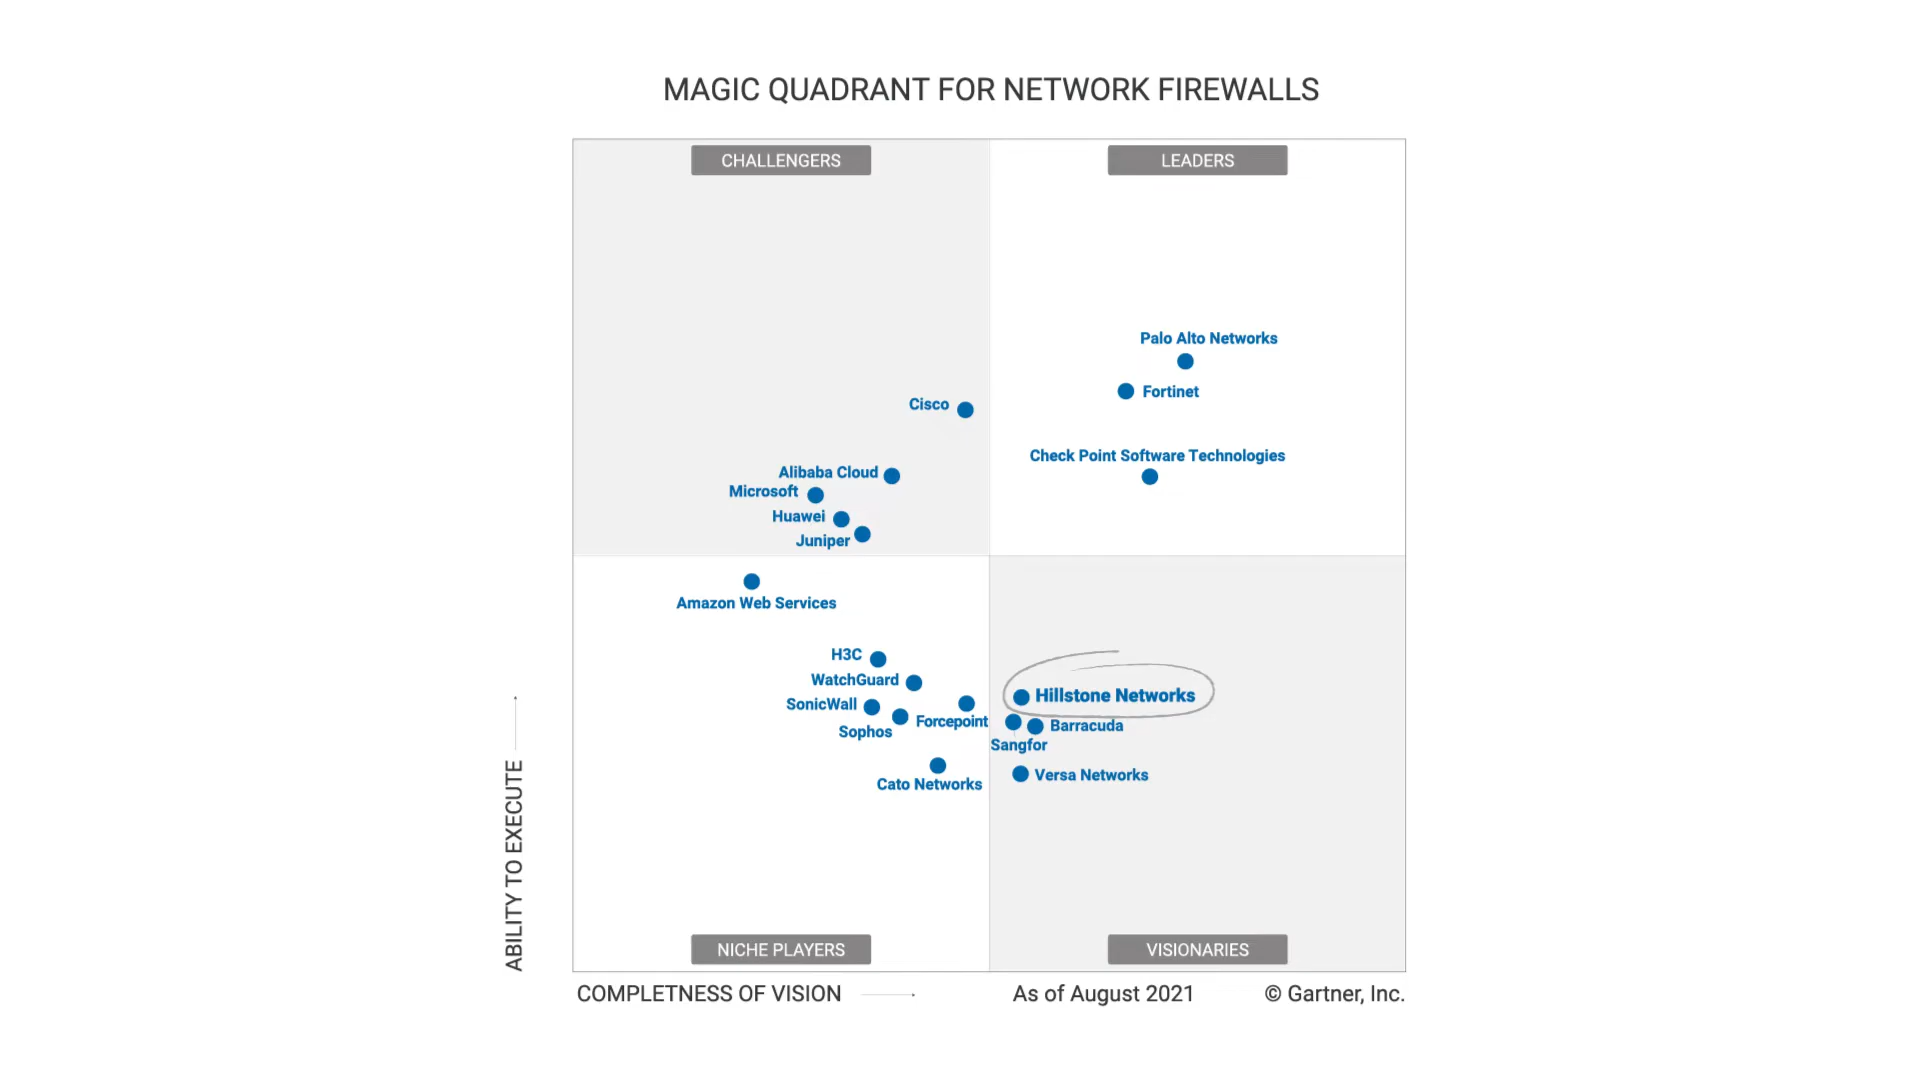 MAGIC QUADRANT FOR NETWORK FIREWALLS
CHALLENGERS
LEADERS
Palo Alto Networks
Fortinet
Cisco
Check Point Software Technologies
Alibaba Cloud
Microsoft
Huawei
Juniper
Amazon Web Services
H3C
WatchGuard
SonicWall
Sophos
Forcepoint
Cato Networks
Hillstone Networks
Barracuda
Sangfor
Versa Networks
NICHE PLAYERS
VISIONARIES
ABILITY TO EXECUTE
COMPLETNESS OF VISION
As of August 2021
© Gartner, Inc.